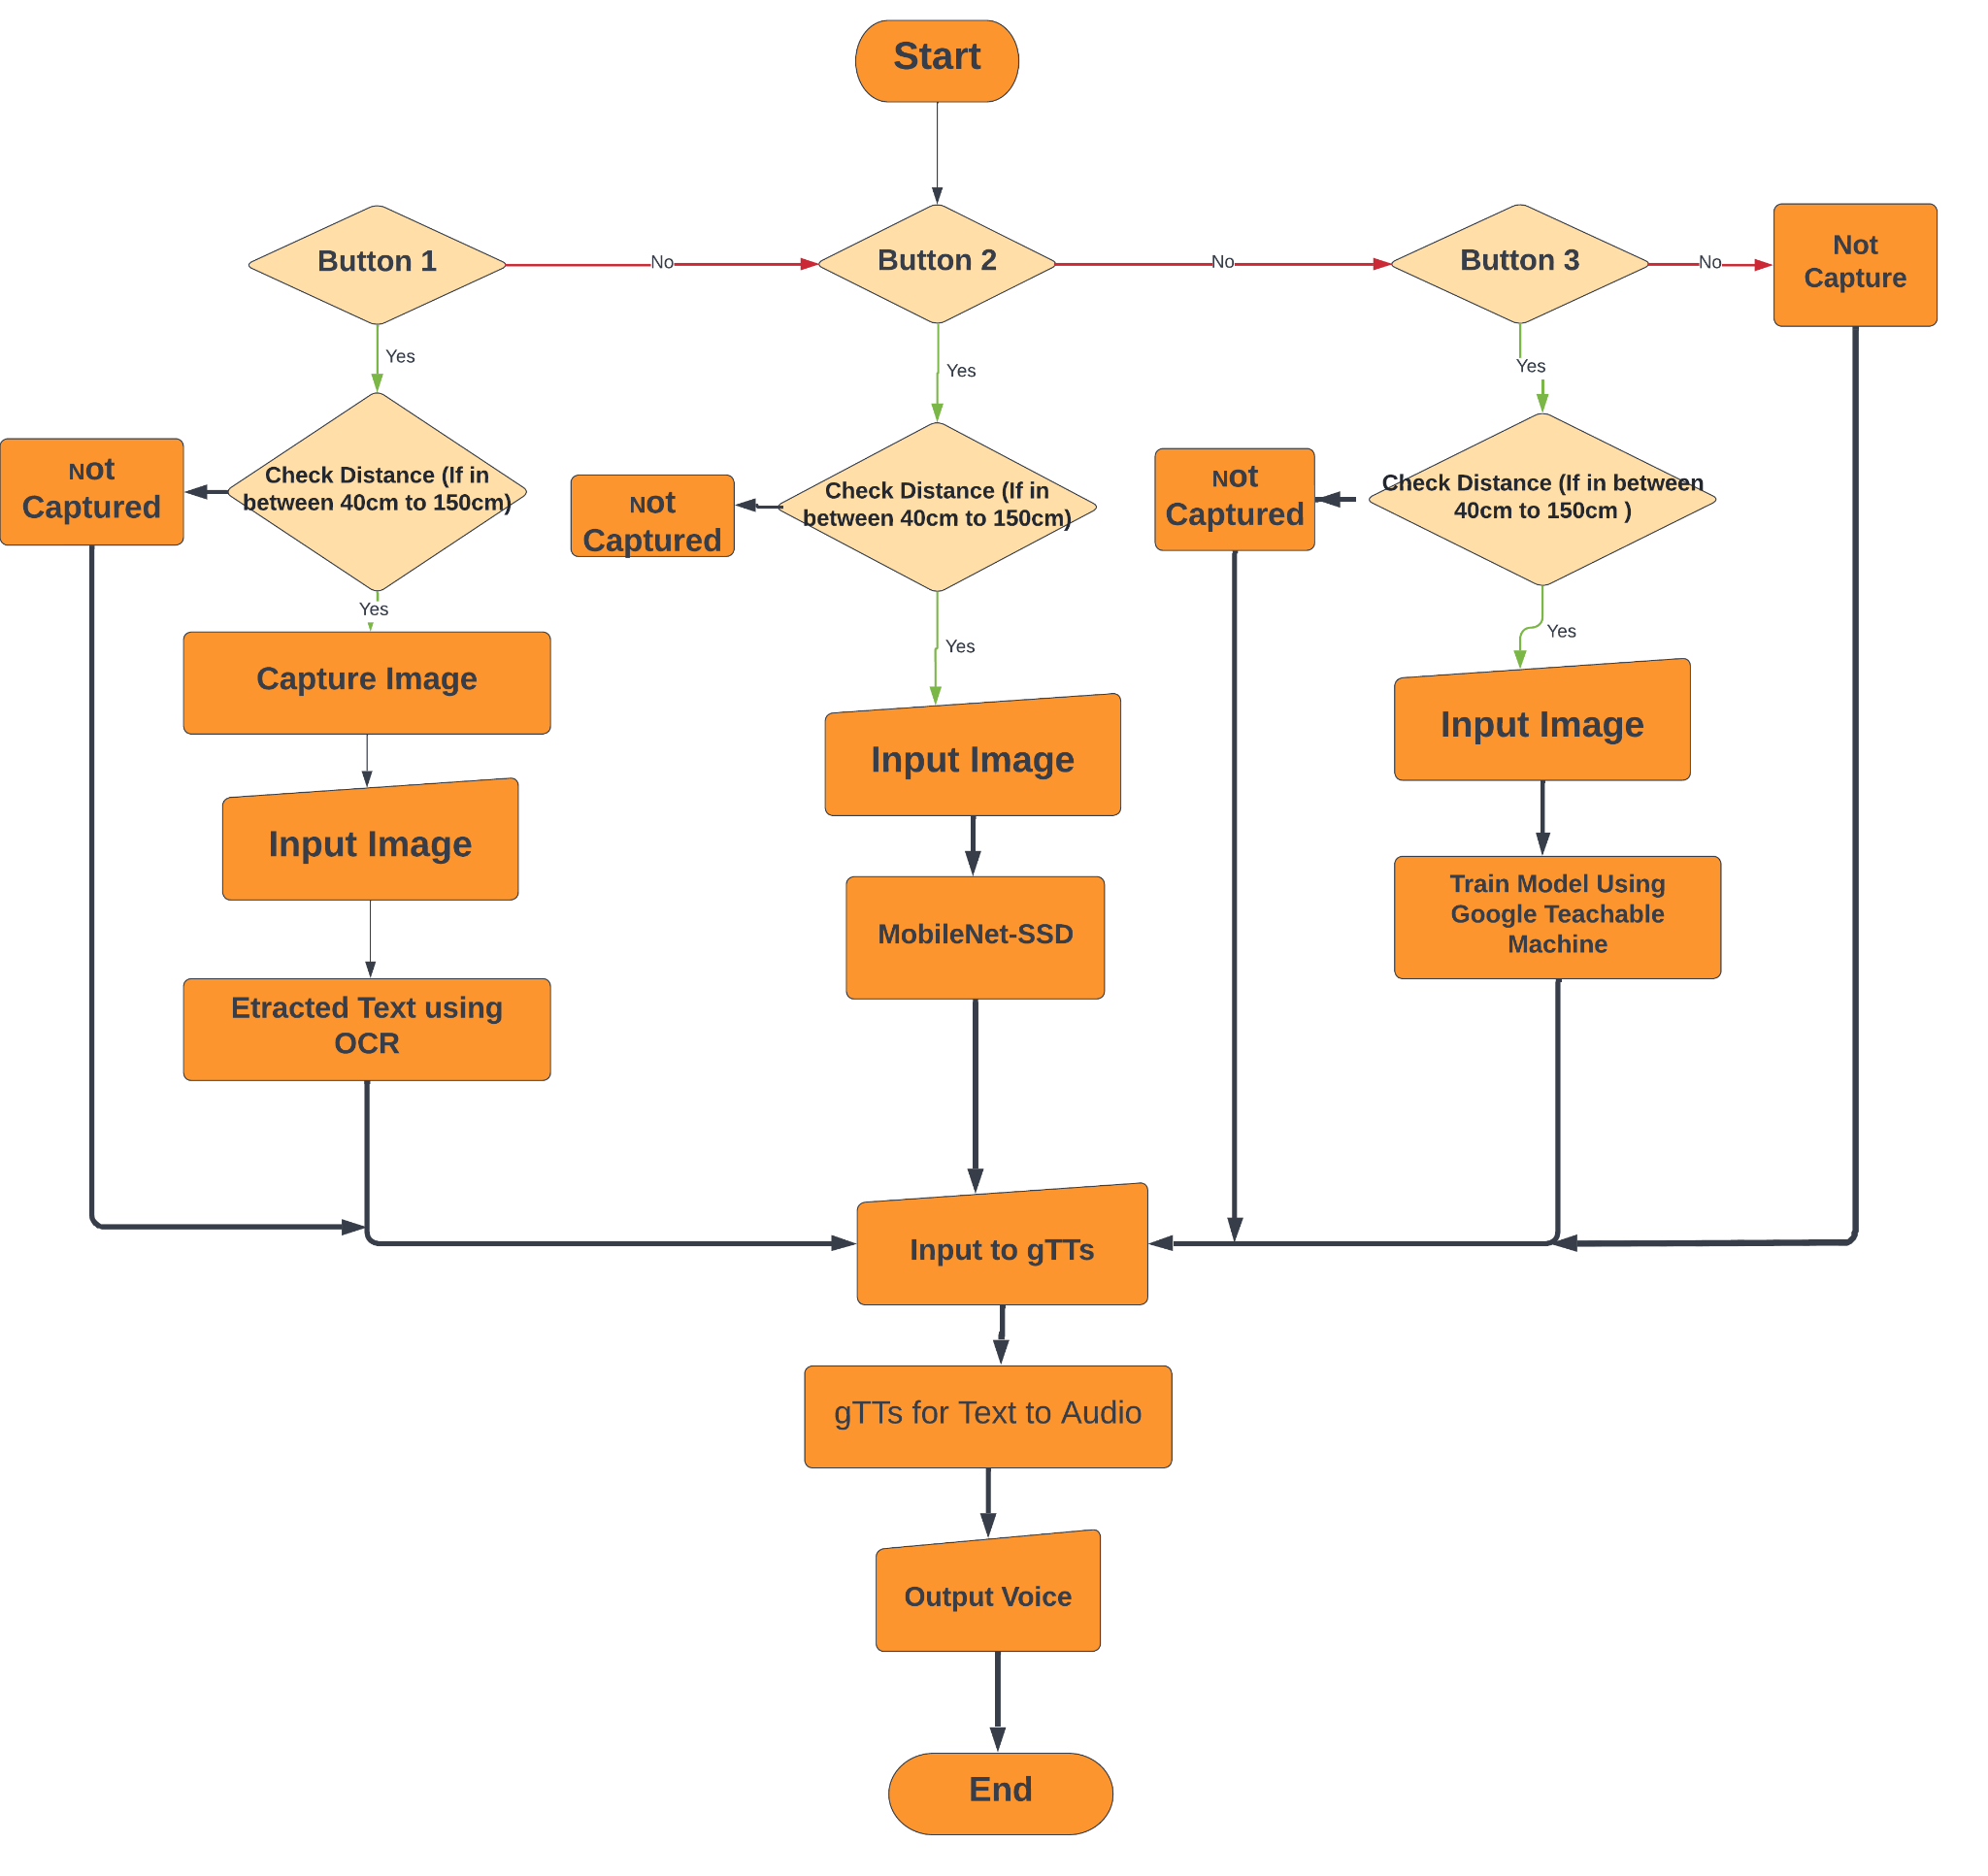 Start
Button 1
No
Button 2
No
Button 3
No
Not
Capture
Yes
Yes
Yes
Not
Captured
Check Distance (If in
between 40cm to 150cm)
Not
Captured
Check Distance (If in
between 40cm to 150cm)
Not
Captured
Check Distance (If in between
40cm to 150cm )
Yes
Yes
Yes
Capture Image
Input Image
Input Image
Input Image
MobileNet-SSD
Train Model Using
Google Teachable
Machine
Etracted Text using
OCR
Input to gTTs
gTTs for Text to Audio
Output Voice
End